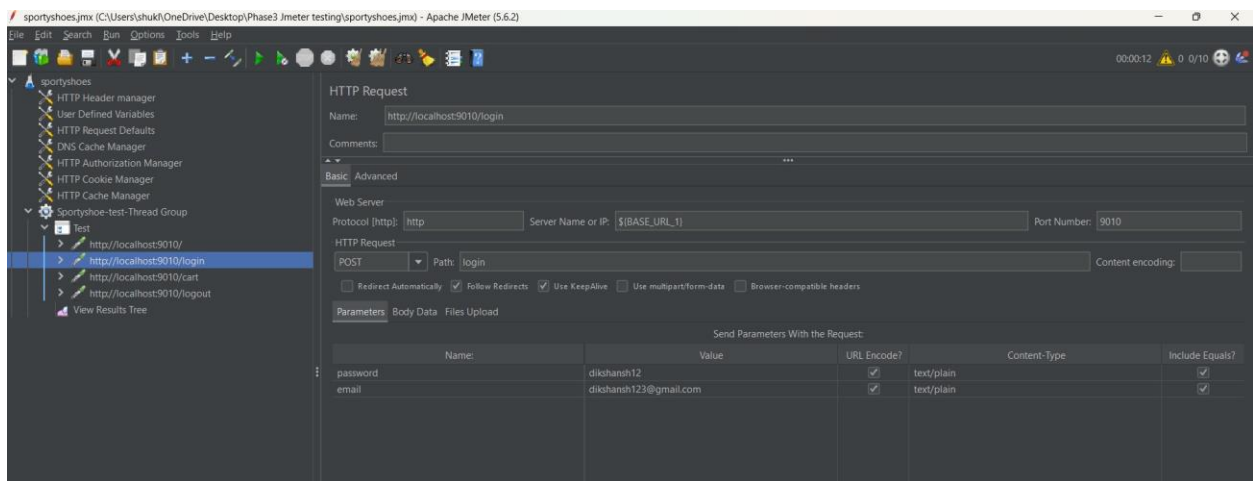 sportyshoes.jmx (C:\Users\shukl\OneDrive\Desktop\Phase3 Jmeter testing\sportyshoes.jmx) - Apache JMeter (5.6.2)
File Edit Search Run Options Tools Help
00:00:12 0 0/10
sportyshoes
HTTP Header manager
User Defined Variables
HTTP Request Defaults
DNS Cache Manager
HTTP Authorization Manager
HTTP Cookie Manager
HTTP Cache Manager
Sportyshoe-test-Thread Group
Test
http://localhost:9010/
http://localhost:9010/login
http://localhost:9010/cart
http://localhost:9010/logout
View Results Tree
HTTP Request
Name: http://localhost:9010/login
Comments:
Basic Advanced
Web Server
Protocol [http]: http Server Name or IP: ${BASE_URL_1} Port Number: 9010
HTTP Request
POST Path: login Content encoding:
Redirect Automatically Follow Redirects Use KeepAlive Use multipart/form-data Browser-compatible headers
Parameters Body Data Files Upload
Send Parameters With the Request:
Name: Value URL Encode? Content-Type Include Equals?
password dikshansh12 text/plain
email dikshansh123@gmail.com text/plain